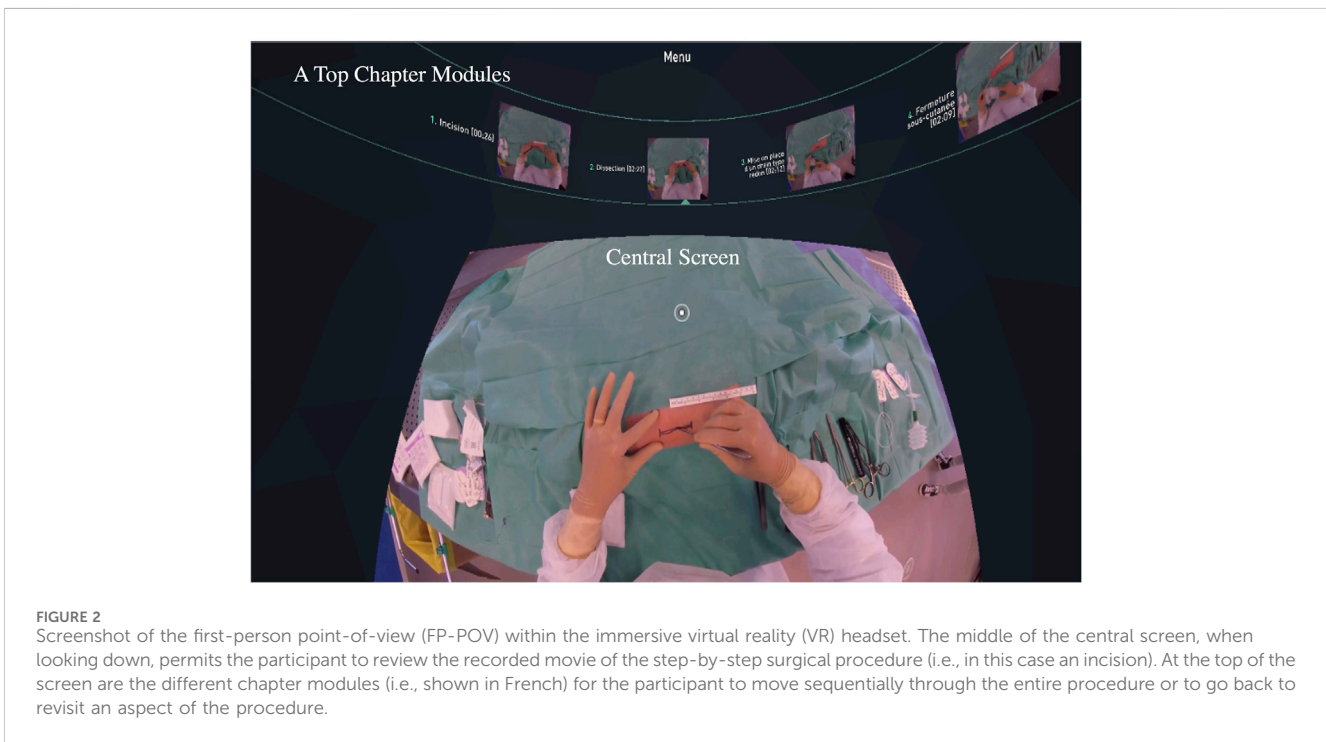 Menu
A Top Chapter Modules
1. Incision [00:26]
2. Dissection [02:27]
3. Mise en place
d'un drain type
redon [02:12]
4. Fermeture
sous-cutanée
[02:09]
Central Screen
FIGURE 2
Screenshot of the first-person point-of-view (FP-POV) within the immersive virtual reality (VR) headset. The middle of the central screen, when
looking down, permits the participant to review the recorded movie of the step-by-step surgical procedure (i.e., in this case an incision). At the top of the
screen are the different chapter modules (i.e., shown in French) for the participant to move sequentially through the entire procedure or to go back to
revisit an aspect of the procedure.